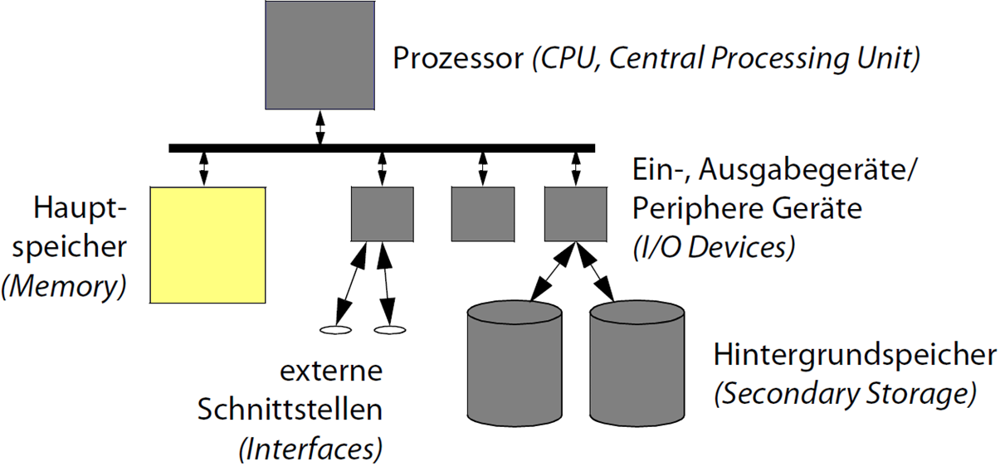 Prozessor (CPU, Central Processing Unit)
Ein-, Ausgabegeräte/
Periphere Geräte
(I/O Devices)
Haupt-
speicher
(Memory)
externe
Schnittstellen
(Interfaces)
Hintergrundspeicher
(Secondary Storage)